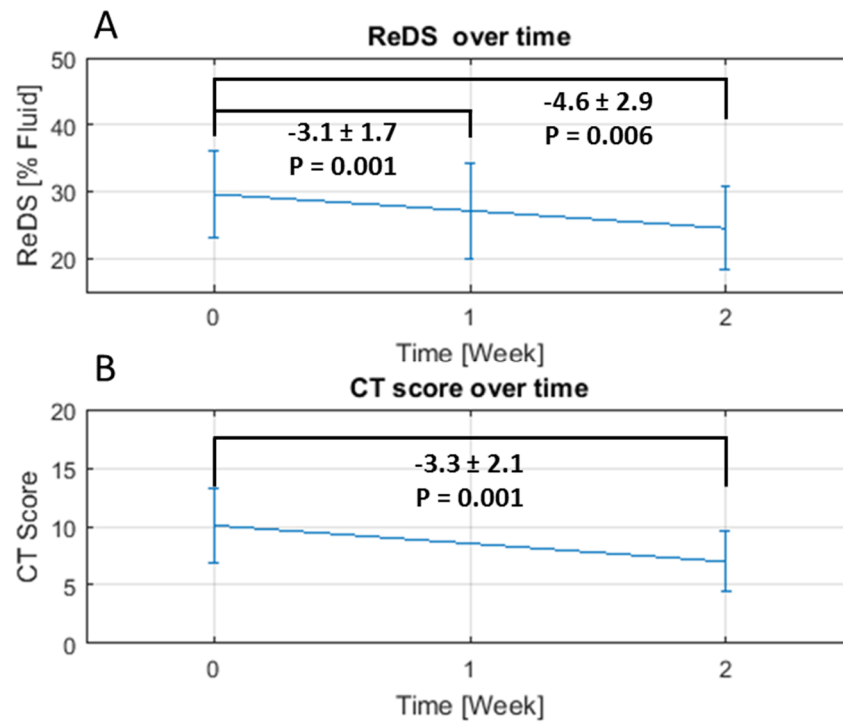 A
ReDS over time
ReDS [% Fluid]
50
40
30
20
-3.1 ± 1.7
P = 0.001
-4.6 ± 2.9
P = 0.006
0 1 2
Time [Week]
B
CT score over time
CT Score
20
15
10
5
0
-3.3 ± 2.1
P = 0.001
0 1 2
Time [Week]